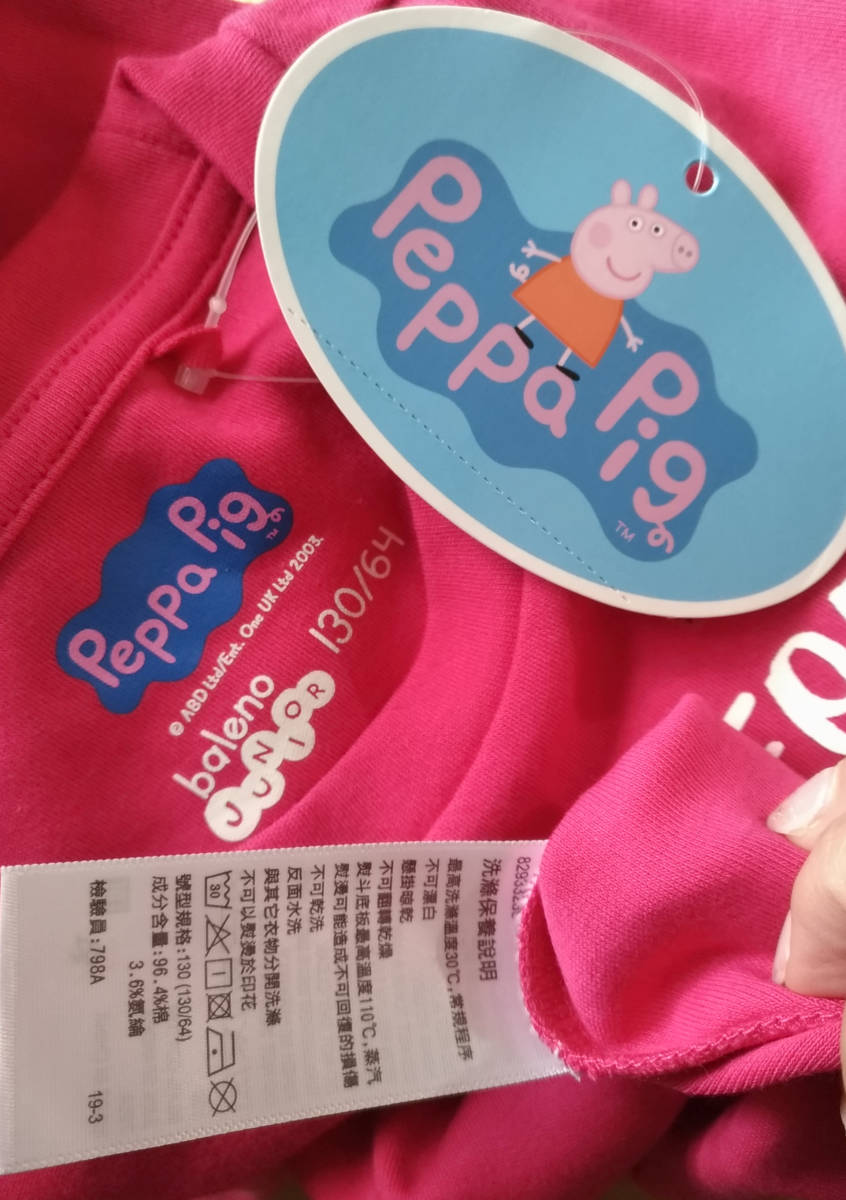 Peppa
Pig
TM
Peppa Pig
TM
© ABD Ltd/Ent. One UK Ltd 2003.
baleno
JUNIOR
130/64
洗滌保養說明
最高洗滌溫度30℃,常規程序
不可漂白
懸掛晾乾
不可翻轉乾燥
熨斗底板最高溫度110℃,蒸汽
熨燙可能造成不可回復的損傷
不可乾洗
反面水洗
與其它衣物分開洗滌
不可以熨燙於印花
30
號型規格:130 (130/64)
成分含量:96.4%棉
3.6%氨綸
檢驗員:798A
19-3